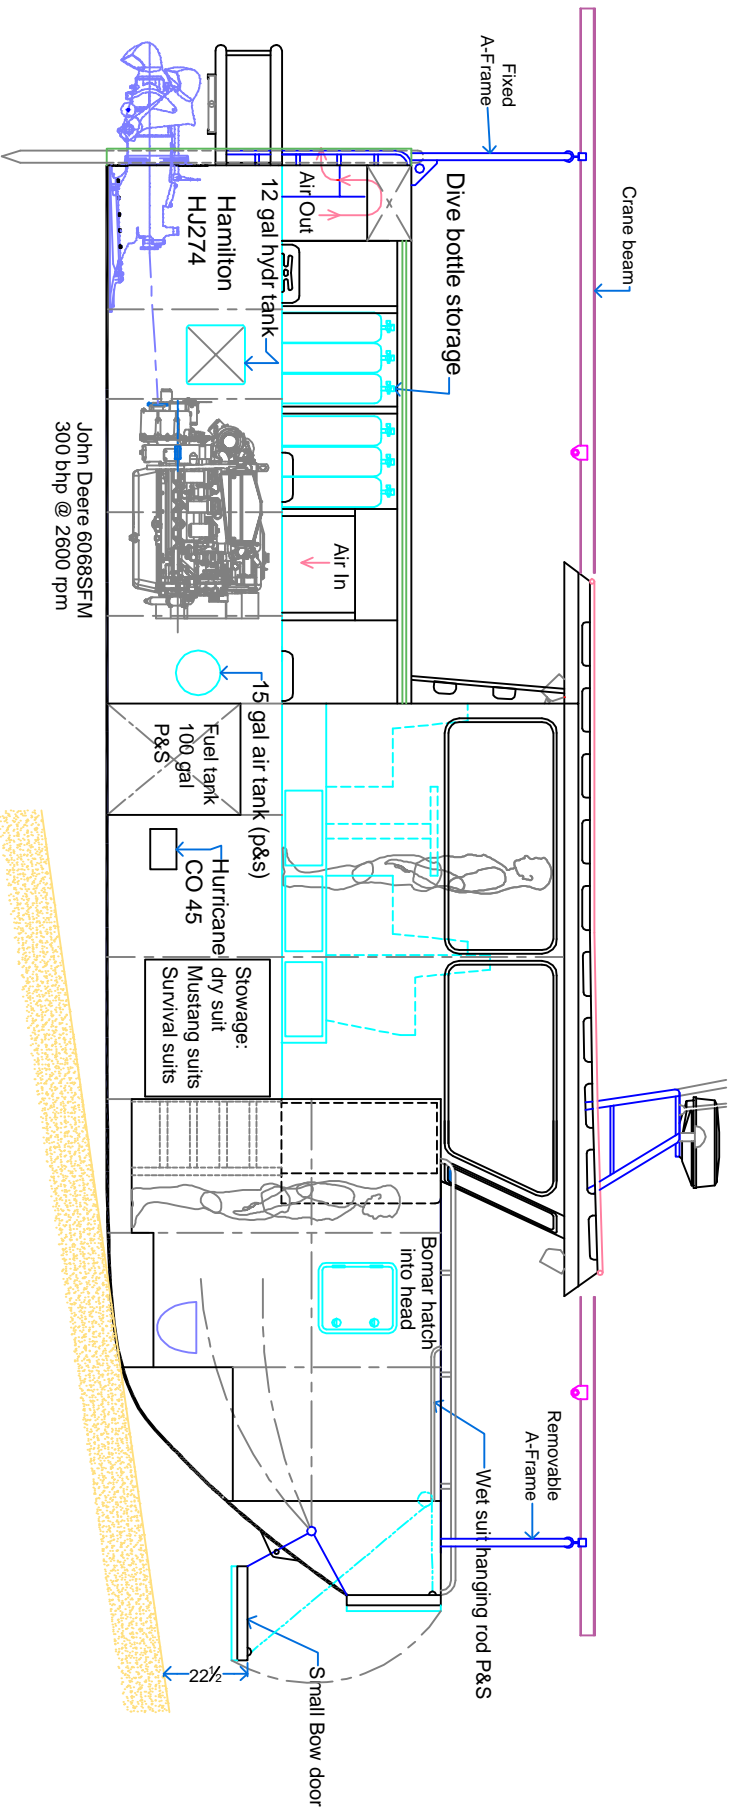 Crane beam
Fixed
A-Frame
Removable
A-Frame
Dive bottle storage
Air Out
12 gal hydr tank
Hamilton
HJ274
Air In
John Deere 6068SFM
300 bhp @ 2600 rpm
15 gal air tank (p&s)
Fuel tank
100 gal
P&S
Hurricane
CO 45
Stowage:
dry suit
Mustang suits
Survival suits
Bomar hatch
into head
Wet suit hanging rod P&S
Small Bow door
22½